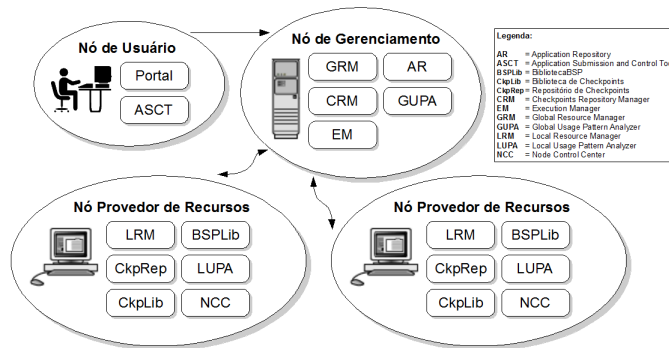 Nó de Usuário
Portal
ASCT
Nó de Gerenciamento
GRM
AR
CRM
GUPA
EM
Legenda:
AR = Application Repository
ASCT = Application Submission and Control Tool
BSPLib = BibliotecaBSP
CkpLib = Biblioteca de Checkpoints
CkpRep = Repositório de Checkpoints
CRM = Checkpoints Repository Manager
EM = Execution Manager
GRM = Global Resource Manager
GUPA = Global Usage Pattern Analyzer
LRM = Local Resource Manager
LUPA = Local Usage Pattern Analyzer
NCC = Node Control Center
Nó Provedor de Recursos
LRM
BSPLib
CkpRep
LUPA
CkpLib
NCC
Nó Provedor de Recursos
LRM
BSPLib
CkpRep
LUPA
CkpLib
NCC